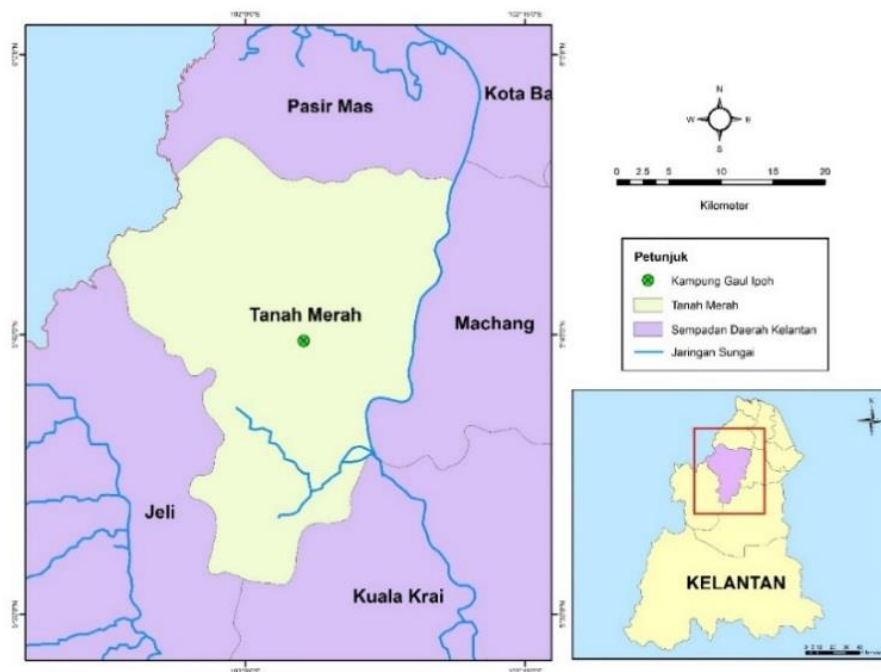 Pasir Mas
Kota Ba
Tanah Merah
Machang
Jeli
Kuala Krai
N
W
E
S
0 2.5 5 10 15 20
Kilometer
Petunjuk
Kampung Gaul Ipoh
Tanah Merah
Sempadan Daerah Kelantan
Jaringan Sungai
KELANTAN